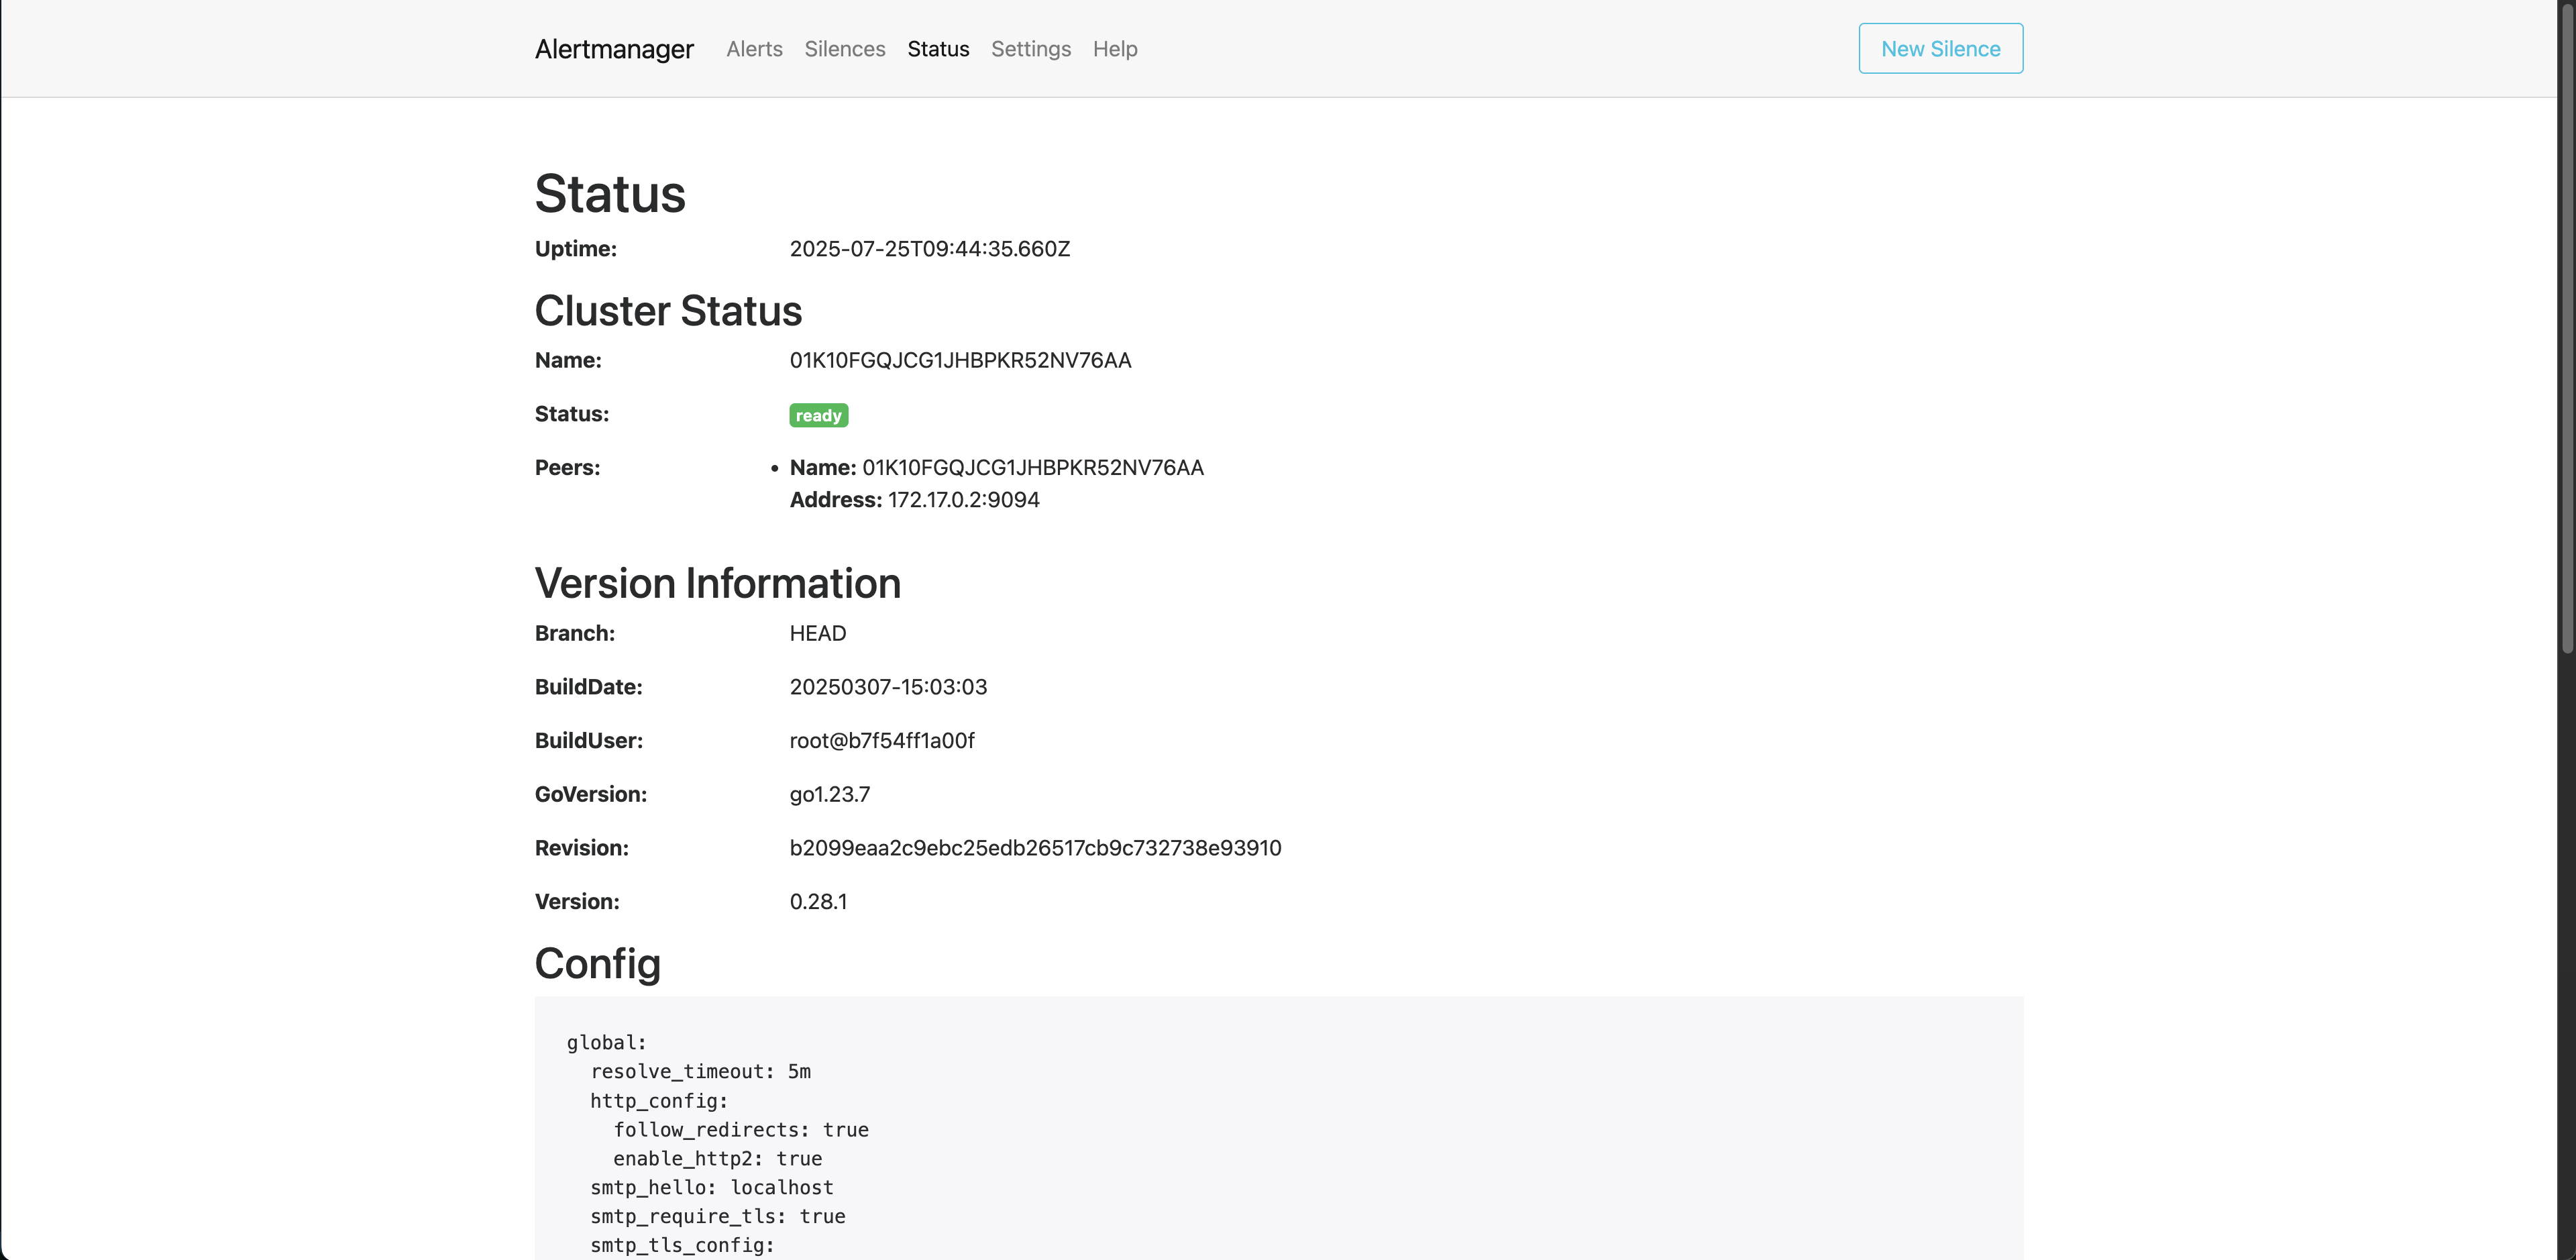 Alertmanager Alerts Silences Status Settings Help New Silence
Status
Uptime: 2025-07-25T09:44:35.660Z
Cluster Status
Name: 01K10FGQJCG1JHBPKR52NV76AA
Status: ready
Peers: • Name: 01K10FGQJCG1JHBPKR52NV76AA
Address: 172.17.0.2:9094
Version Information
Branch: HEAD
BuildDate: 20250307-15:03:03
BuildUser: root@b7f54ff1a00f
GoVersion: go1.23.7
Revision: b2099eaa2c9ebc25edb26517cb9c732738e93910
Version: 0.28.1
Config
global:
  resolve_timeout: 5m
  http_config:
    follow_redirects: true
    enable_http2: true
  smtp_hello: localhost
  smtp_require_tls: true
  smtp_tls_config: